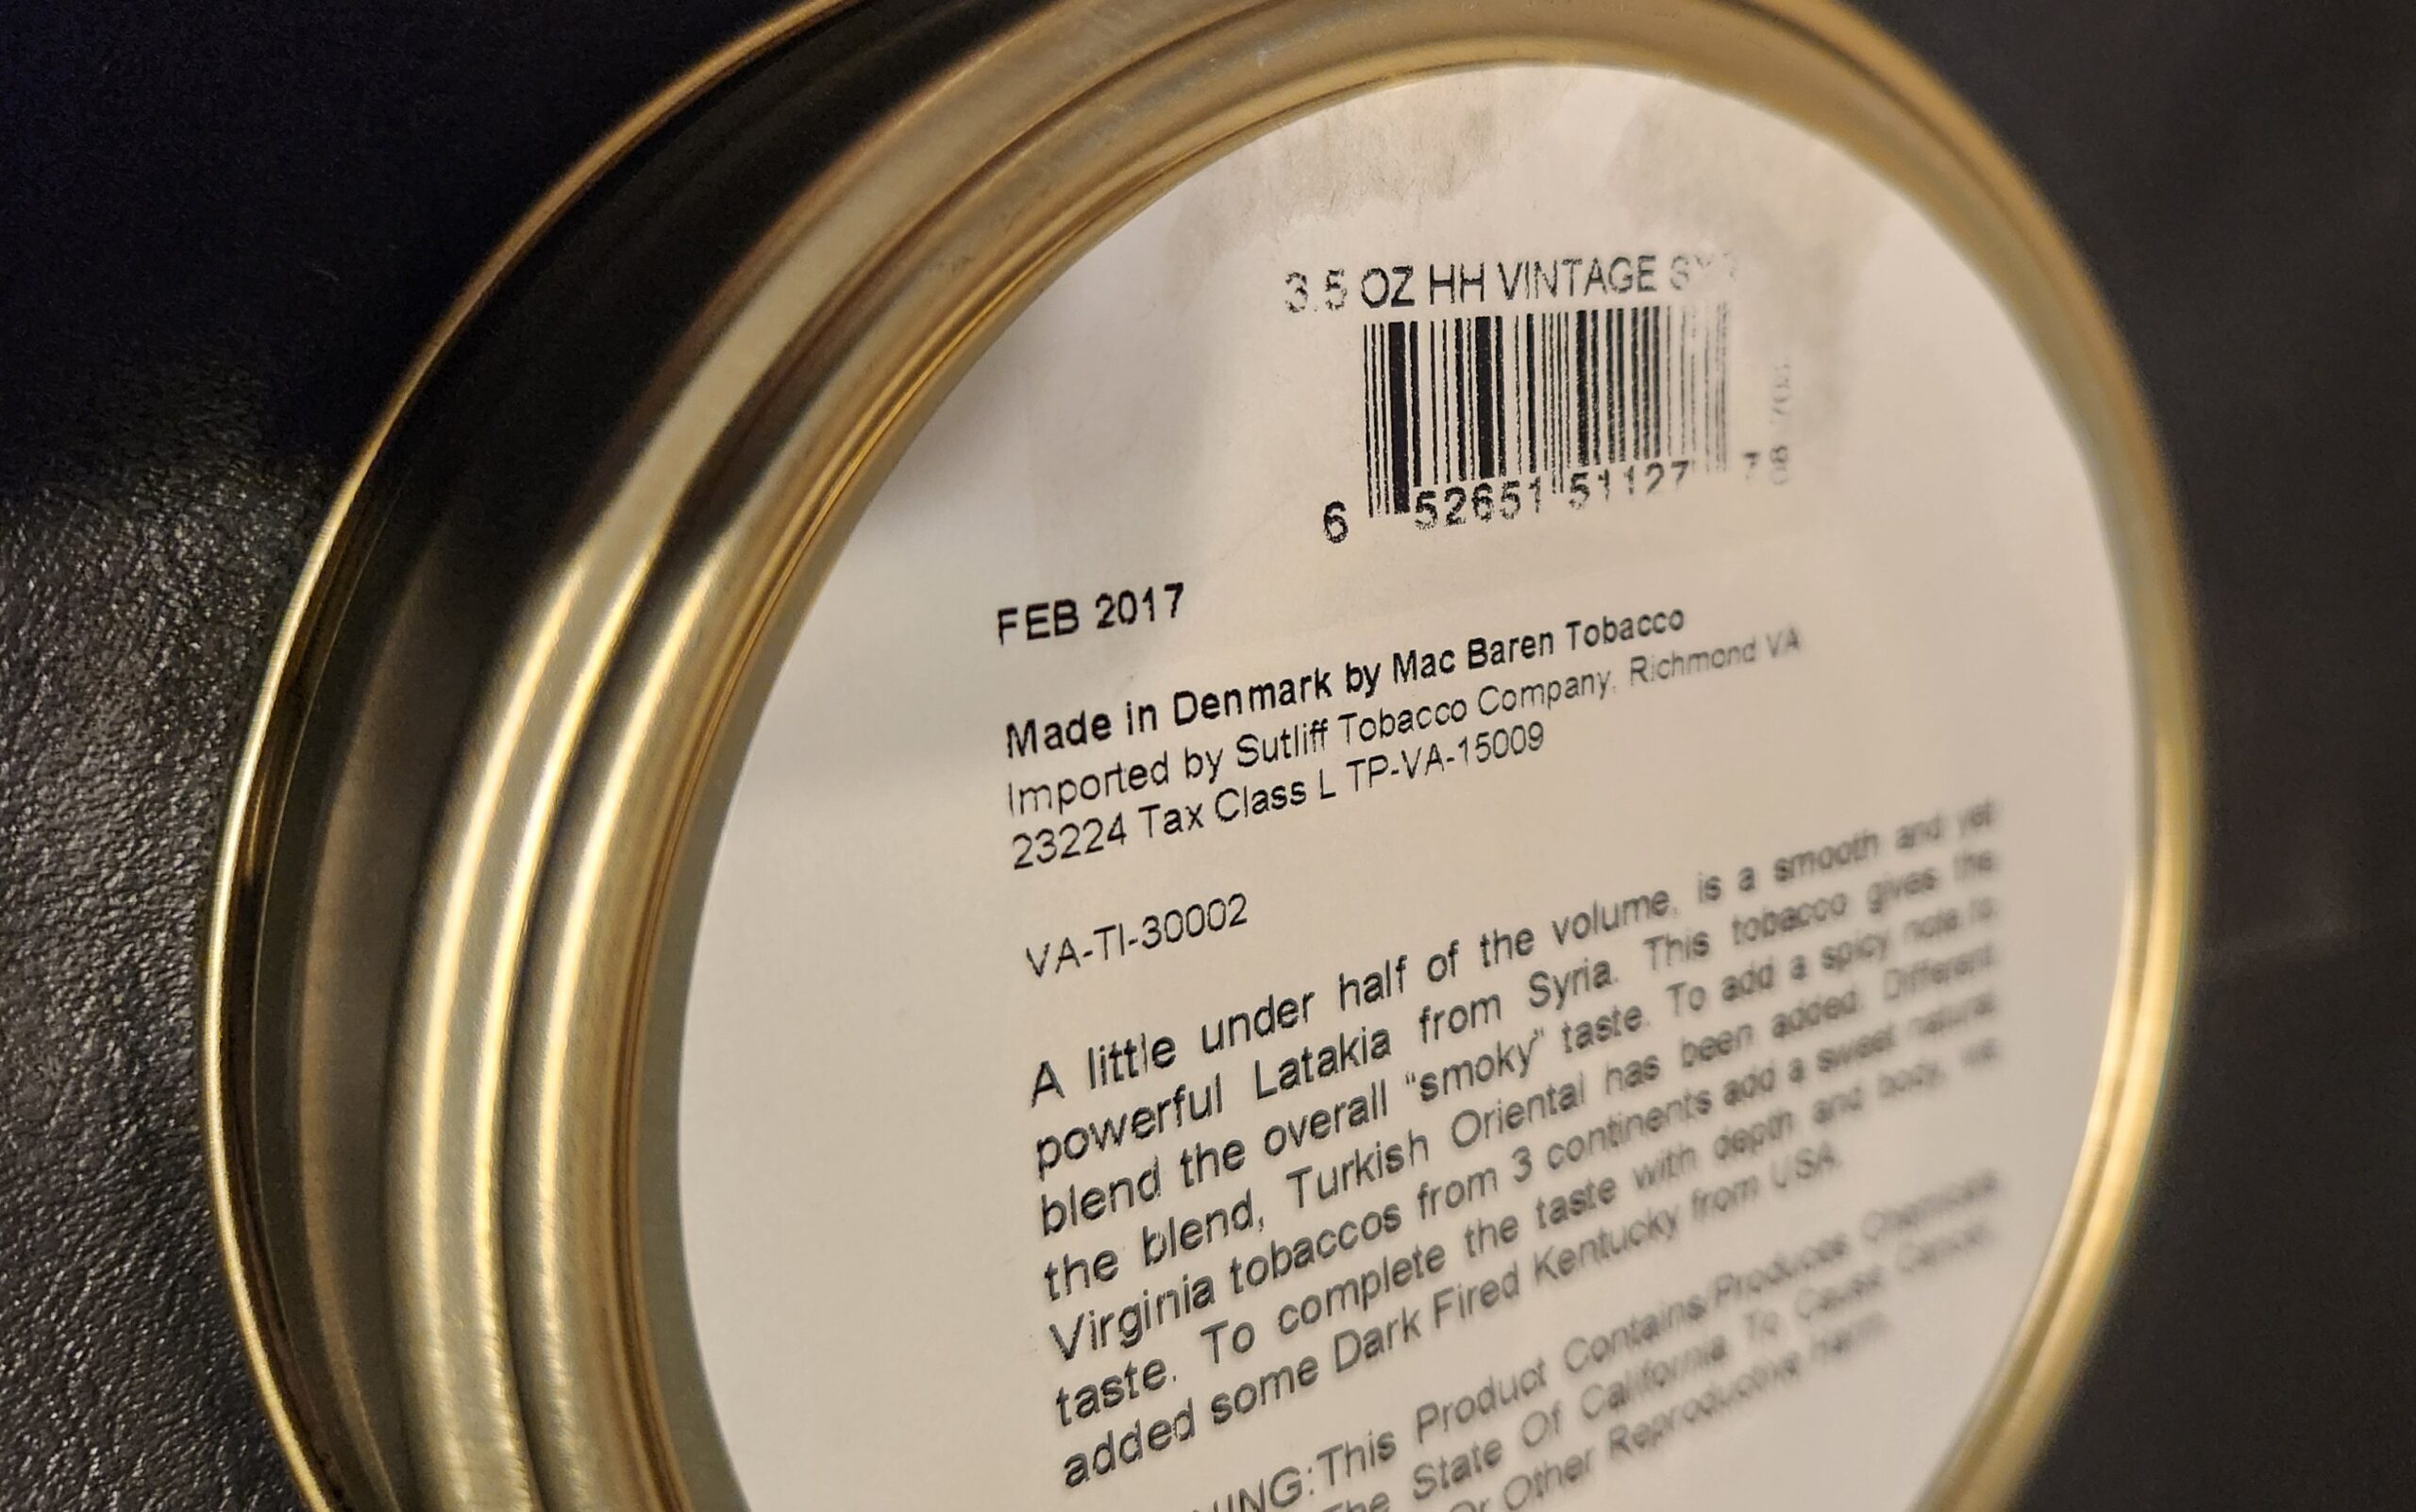 3.5 OZ HH VINTAGE
6 52651 51127 7 8
FEB 2017
Made in Denmark by Mac Baren Tobacco
Imported by Sutliff Tobacco Company, Richmond VA
23224 Tax Class L TP-VA-15009
VA-TI-30002
A little under half of the volume, is a smooth and yet
powerful Latakia from Syria. This tobacco gives the
blend the overall “smoky” taste. To add a spicy note to
the blend, Turkish Oriental has been added. Different
Virginia tobaccos from 3 continents add a sweet natural
taste. To complete the taste with depth and body, we
added some Dark Fired Kentucky from USA.
This Product Contains/Produces Chemicals
The State Of California To Cause Cancer
Or Other Reproductive harm.